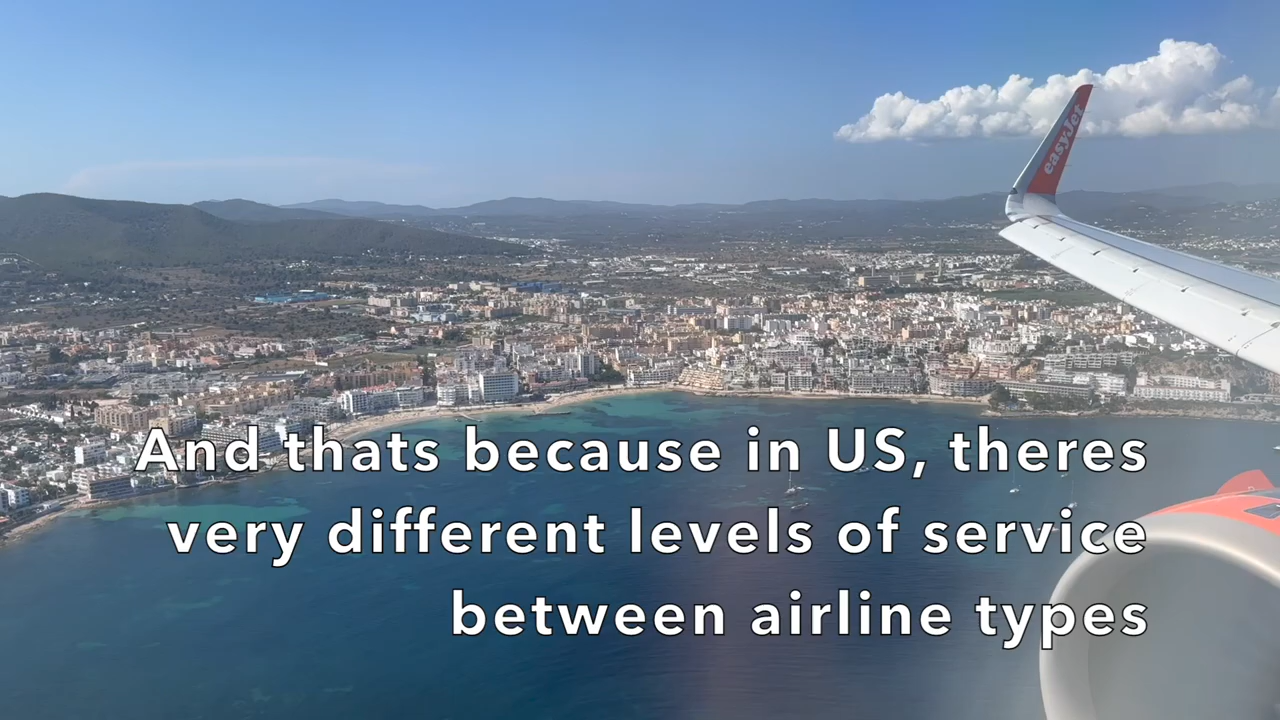 easyJet
And thats because in US, theres
very different levels of service
between airline types